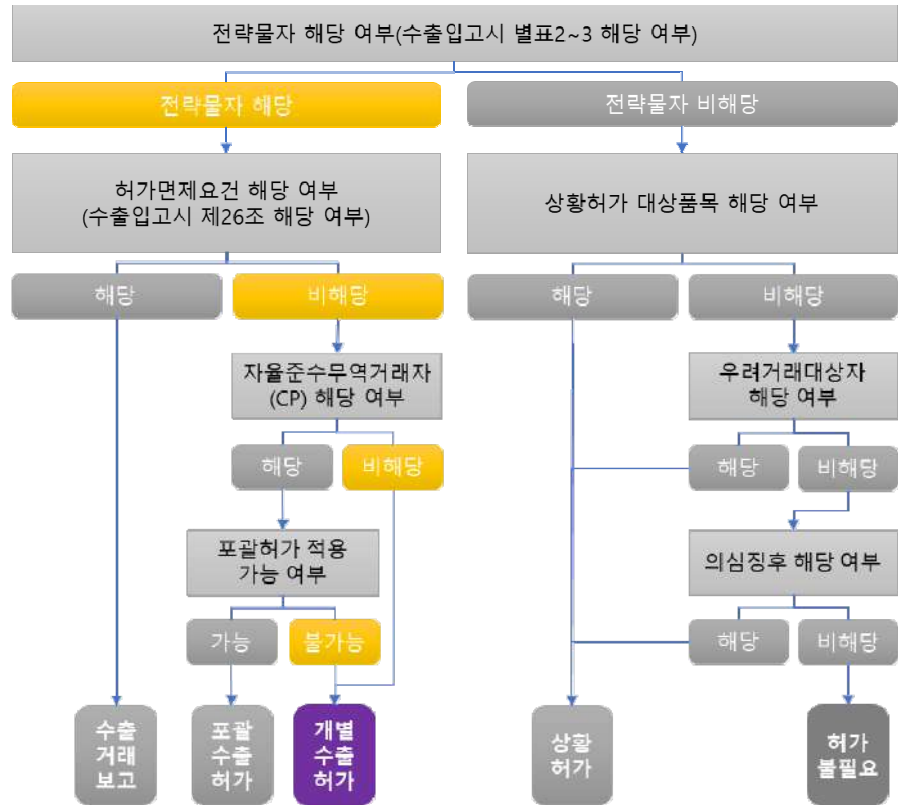 전략물자 해당 여부(수출입고시 별표2~3 해당 여부)
전략물자 해당
전략물자 비해당
허가면제요건 해당 여부
(수출입고시 제26조 해당 여부)
상황허가 대상품목 해당 여부
해당
비해당
해당
비해당
자율준수무역거래자
(CP) 해당 여부
우려거래대상자
해당 여부
해당
비해당
해당
비해당
포괄허가 적용
가능 여부
의심징후 해당 여부
가능
불가능
해당
비해당
수출
거래
보고
포괄
수출
허가
개별
수출
허가
상황
허가
허가
불필요